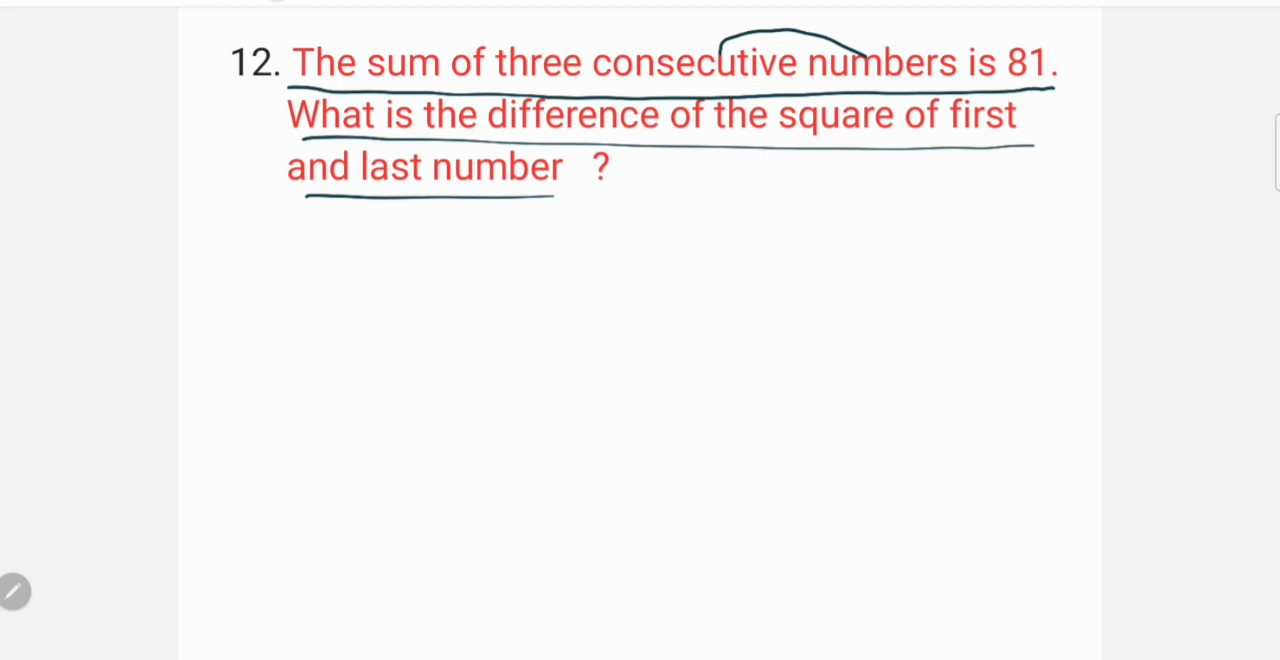 12. The sum of three consecutive numbers is 81.
What is the difference of the square of first
and last number ?